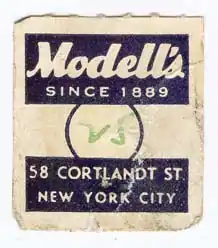 Modell's
SINCE 1889
58 CORTLANDT ST.
NEW YORK CITY